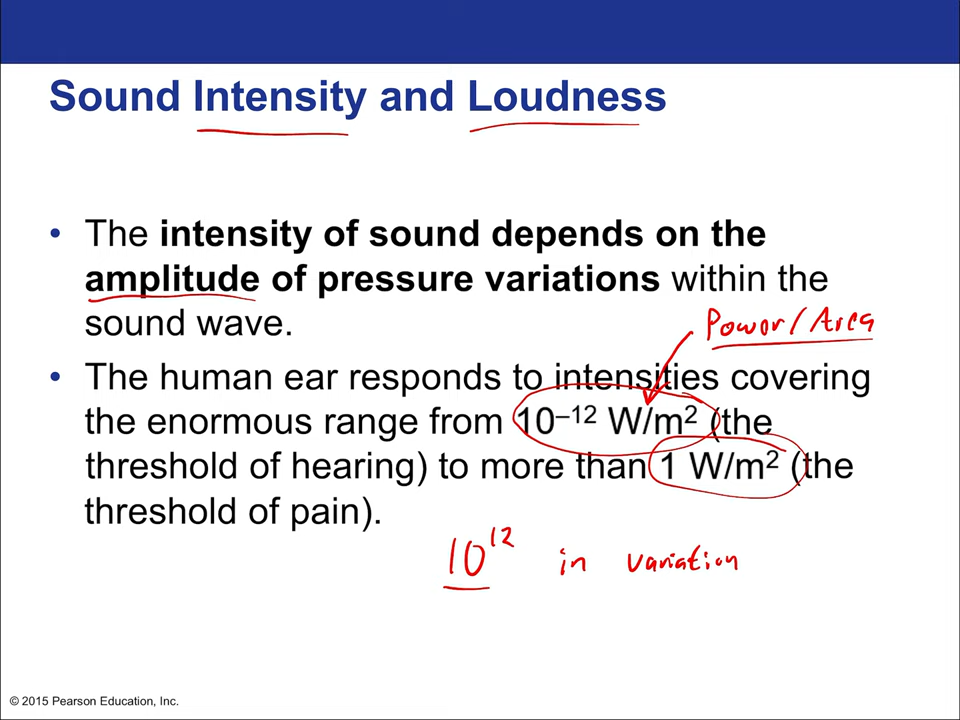 Sound Intensity and Loudness
• The intensity of sound depends on the
amplitude of pressure variations within the
sound wave.
Power/Area
• The human ear responds to intensities covering
the enormous range from 10⁻¹² W/m² (the
threshold of hearing) to more than 1 W/m² (the
threshold of pain).
10¹² in variation
© 2015 Pearson Education, Inc.